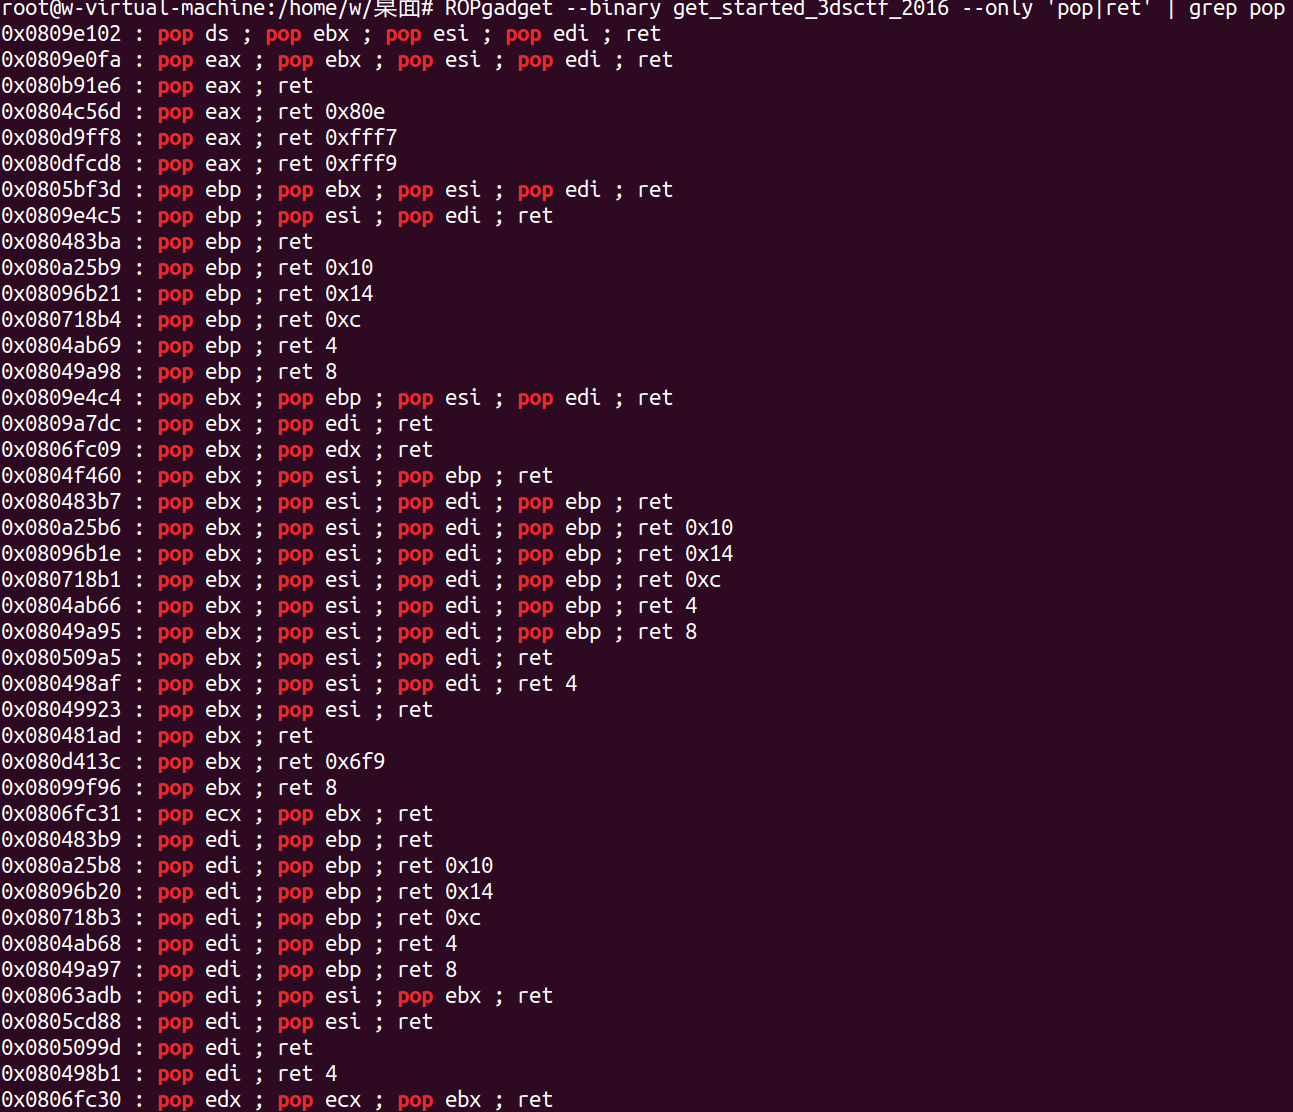 root@w-virtual-machine:/home/w/桌面# ROPgadget --binary get_started_3dsctf_2016 --only 'pop|ret' | grep pop
0x0809e102 : pop ds ; pop ebx ; pop esi ; pop edi ; ret
0x0809e0fa : pop eax ; pop ebx ; pop esi ; pop edi ; ret
0x080b91e6 : pop eax ; ret
0x0804c56d : pop eax ; ret 0x80e
0x080d9ff8 : pop eax ; ret 0xfff7
0x080dfcd8 : pop eax ; ret 0xfff9
0x0805bf3d : pop ebp ; pop ebx ; pop esi ; pop edi ; ret
0x0809e4c5 : pop ebp ; pop esi ; pop edi ; ret
0x080483ba : pop ebp ; ret
0x080a25b9 : pop ebp ; ret 0x10
0x08096b21 : pop ebp ; ret 0x14
0x080718b4 : pop ebp ; ret 0xc
0x0804ab69 : pop ebp ; ret 4
0x08049a98 : pop ebp ; ret 8
0x0809e4c4 : pop ebx ; pop ebp ; pop esi ; pop edi ; ret
0x0809a7dc : pop ebx ; pop edi ; ret
0x0806fc09 : pop ebx ; pop edx ; ret
0x0804f460 : pop ebx ; pop esi ; pop ebp ; ret
0x080483b7 : pop ebx ; pop esi ; pop edi ; pop ebp ; ret
0x080a25b6 : pop ebx ; pop esi ; pop edi ; pop ebp ; ret 0x10
0x08096b1e : pop ebx ; pop esi ; pop edi ; pop ebp ; ret 0x14
0x080718b1 : pop ebx ; pop esi ; pop edi ; pop ebp ; ret 0xc
0x0804ab66 : pop ebx ; pop esi ; pop edi ; pop ebp ; ret 4
0x08049a95 : pop ebx ; pop esi ; pop edi ; pop ebp ; ret 8
0x080509a5 : pop ebx ; pop esi ; pop edi ; ret
0x080498af : pop ebx ; pop esi ; pop edi ; ret 4
0x08049923 : pop ebx ; pop esi ; ret
0x080481ad : pop ebx ; ret
0x080d413c : pop ebx ; ret 0x6f9
0x08099f96 : pop ebx ; ret 8
0x0806fc31 : pop ecx ; pop ebx ; ret
0x080483b9 : pop edi ; pop ebp ; ret
0x080a25b8 : pop edi ; pop ebp ; ret 0x10
0x08096b20 : pop edi ; pop ebp ; ret 0x14
0x080718b3 : pop edi ; pop ebp ; ret 0xc
0x0804ab68 : pop edi ; pop ebp ; ret 4
0x08049a97 : pop edi ; pop ebp ; ret 8
0x08063adb : pop edi ; pop esi ; pop ebx ; ret
0x0805cd88 : pop edi ; pop esi ; ret
0x0805099d : pop edi ; ret
0x080498b1 : pop edi ; ret 4
0x0806fc30 : pop edx ; pop ecx ; pop ebx ; ret